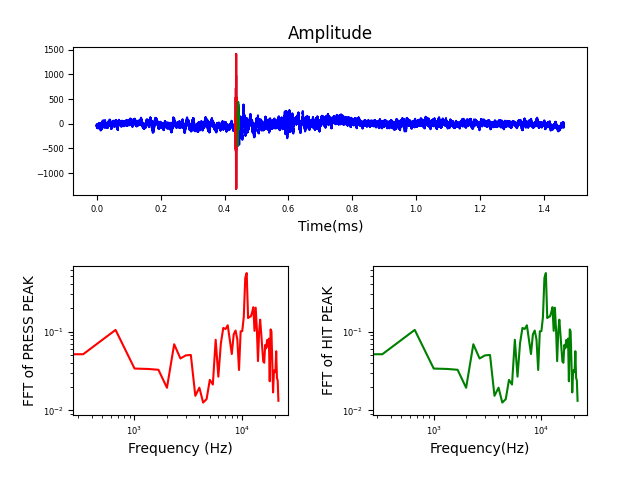 Amplitude
1500
1000
500
0
−500
−1000
0.0 0.2 0.4 0.6 0.8 1.0 1.2 1.4
Time(ms)
FFT of PRESS PEAK
10⁻¹
10⁻²
10³ 10⁴
Frequency (Hz)
FFT of HIT PEAK
10⁻¹
10⁻²
10³ 10⁴
Frequency(Hz)